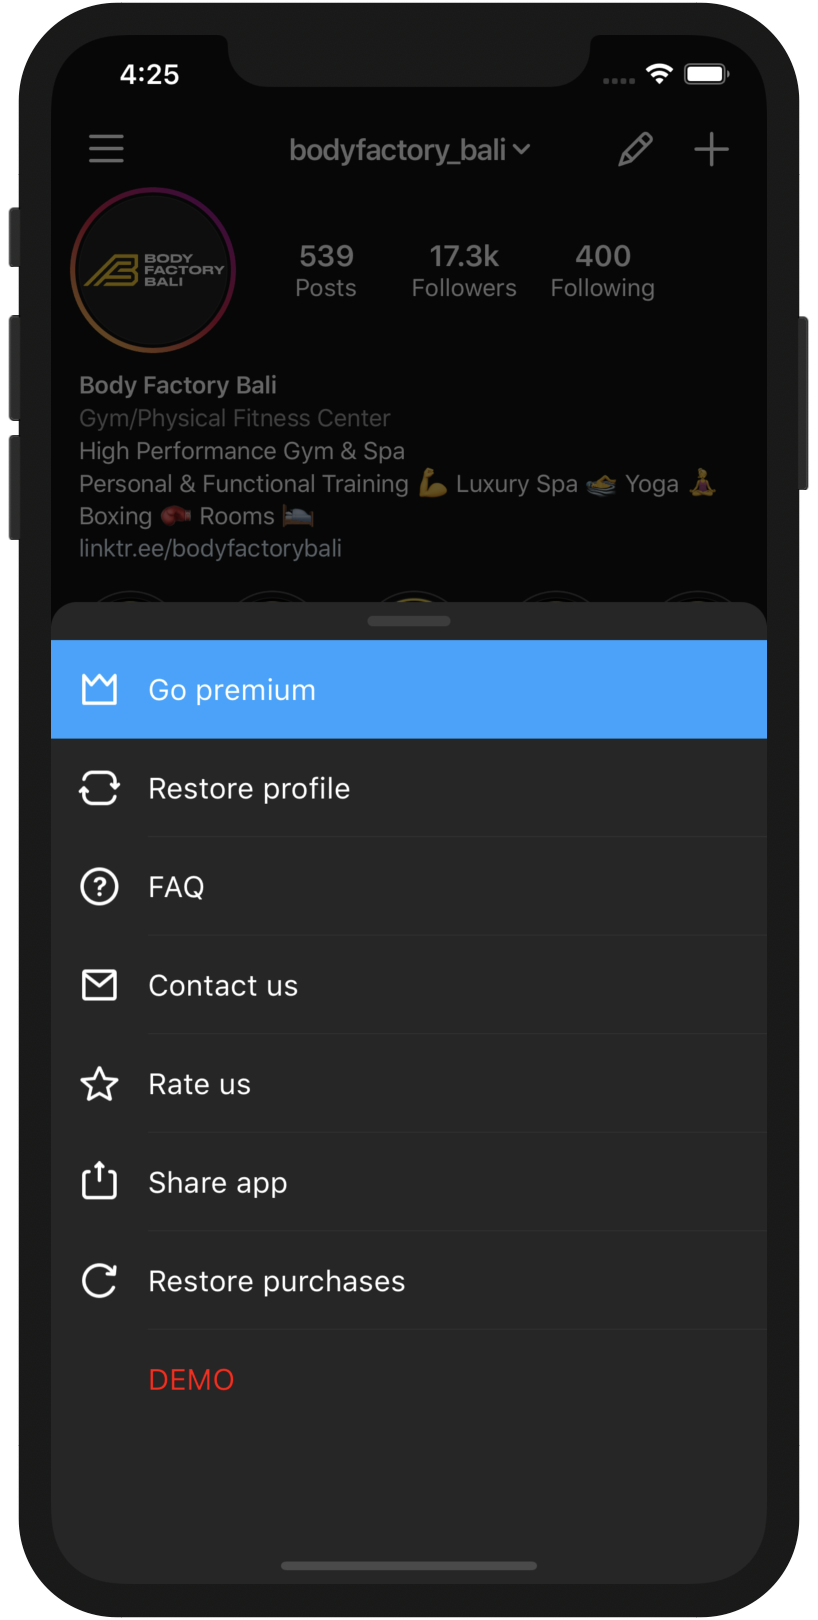 4:25
bodyfactory_bali
BODY
FACTORY
BALI
539 17.3k 400
Posts Followers Following
Body Factory Bali
Gym/Physical Fitness Center
High Performance Gym & Spa
Personal & Functional Training 💪 Luxury Spa 🏊 Yoga 🧘‍♀️
Boxing 🥊 Rooms 🛌
linktr.ee/bodyfactorybali
Go premium
Restore profile
FAQ
Contact us
Rate us
Share app
Restore purchases
DEMO